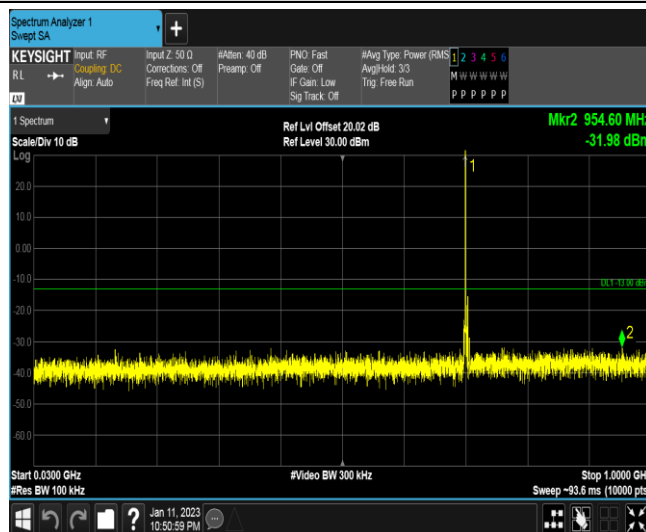 Spectrum Analyzer 1
Swept SA
KEYSIGHT
RL
LXI
Input: RF
Coupling: DC
Align: Auto
Input Z: 50 Ω
Corrections: Off
Freq Ref: Int (S)
#Atten: 40 dB
Preamp: Off
PNO: Fast
Gate: Off
IF Gain: Low
Sig Track: Off
#Avg Type: Power (RMS
Avg|Hold: 3/3
Trig: Free Run
1 2 3 4 5 6
M W W W W W
P P P P P P
1 Spectrum
Scale/Div 10 dB
Ref Lvl Offset 20.02 dB
Ref Level 30.00 dBm
Mkr2 954.60 MHz
-31.98 dBm
Log
20.0
10.0
0.00
-10.0
-20.0
-30.0
-40.0
-50.0
-60.0
1
DL1 -13.00 dBm
2
Start 0.0300 GHz
#Res BW 100 kHz
#Video BW 300 kHz
Stop 1.0000 GHz
Sweep ~93.6 ms (10000 pts
?
Jan 11, 2023
10:50:59 PM